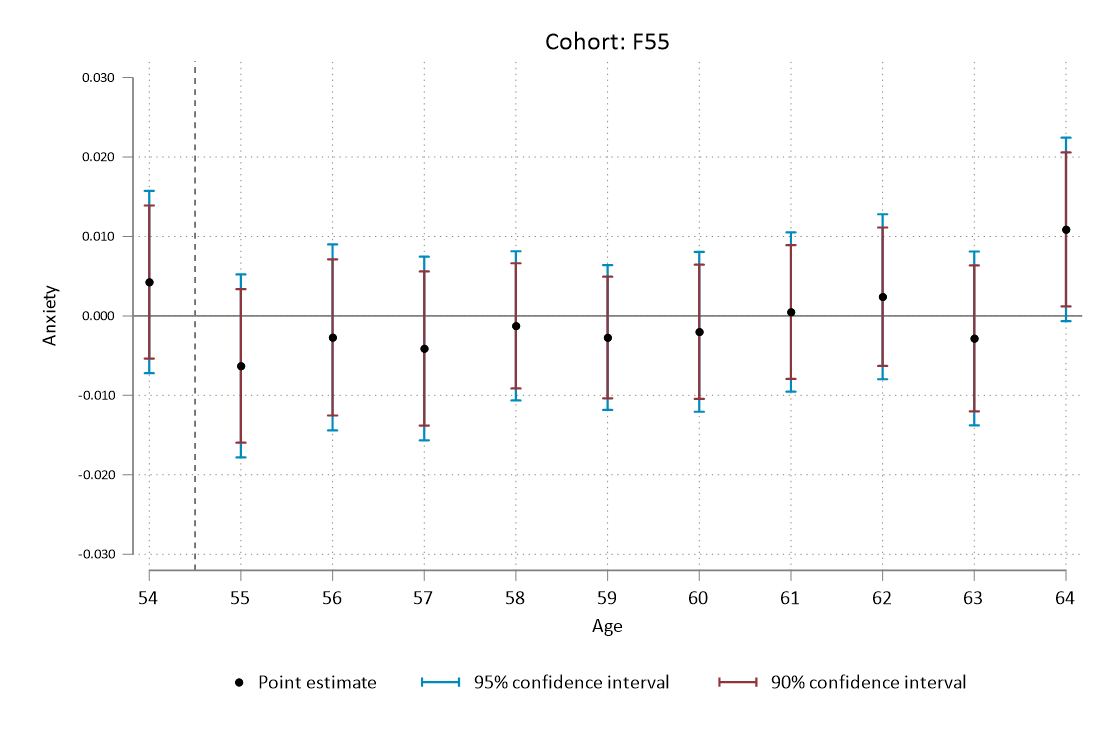 Cohort: F55
0.030
0.020
0.010
0.000
-0.010
-0.020
-0.030
Anxiety
54 55 56 57 58 59 60 61 62 63 64
Age
Point estimate 95% confidence interval 90% confidence interval